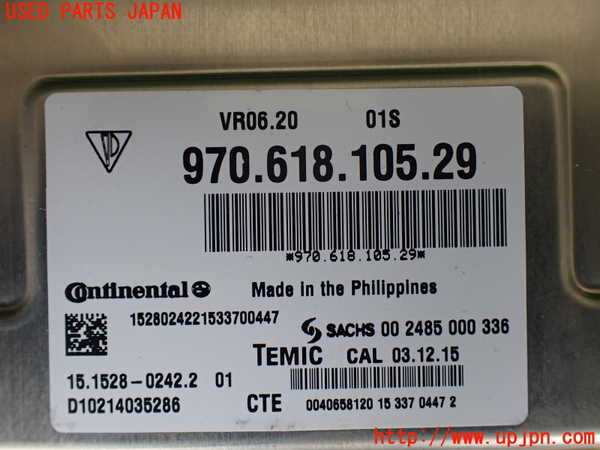 USED PARTS JAPAN
VR06.20 01S
970.618.105.29
*970.618.105.29*
Continental Made in the Philippines
1528024221533700447
SACHS 00 2485 000 336
TEMIC CAL 03.12.15
15.1528-0242.2 01
D10214035286 CTE 0040658120 15 337 0447 2
http://www.upjpn.com/